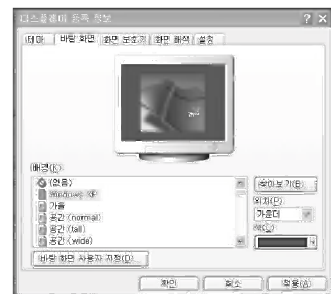 디스플레이 등록 정보
테마 바탕 화면 화면 보호기 화면 배색 설정
배경(K):
(없음)
Windows XP
가을
공간 (normal)
공간 (tall)
공간 (wide)
찾아보기(B)...
위치(P):
가운데
색(C):
바탕 화면 사용자 지정(D)...
확인 취소 적용(A)